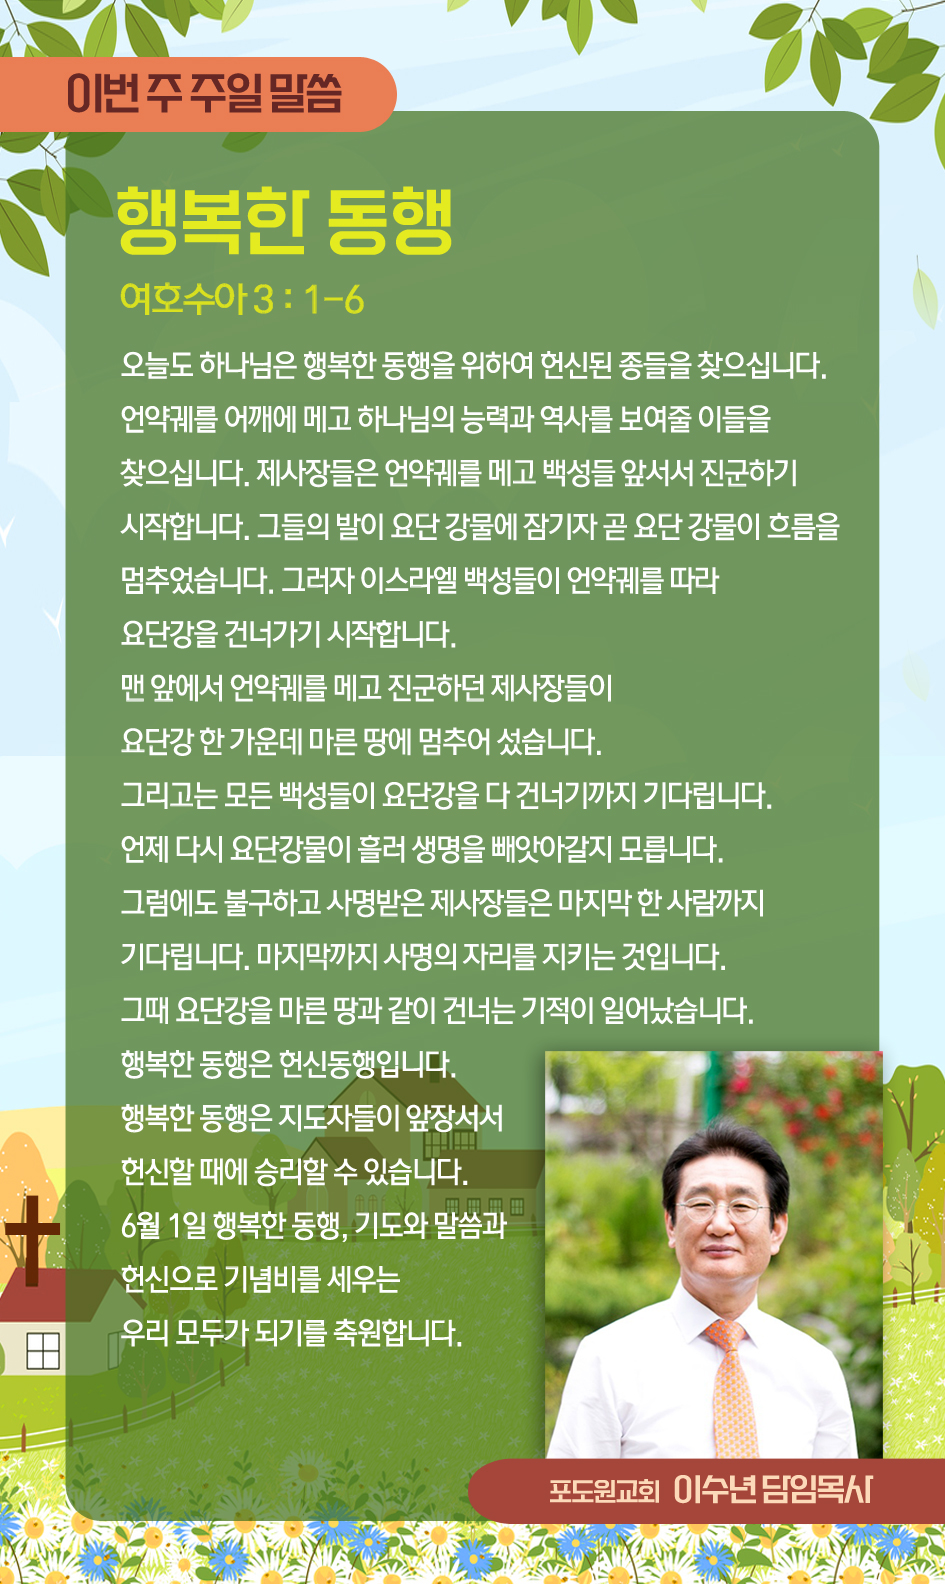 이번 주 주일 말씀
행복한 동행
여호수아 3 : 1-6
오늘도 하나님은 행복한 동행을 위하여 헌신된 종들을 찾으십니다.
언약궤를 어깨에 메고 하나님의 능력과 역사를 보여줄 이들을
찾으십니다. 제사장들은 언약궤를 메고 백성들 앞서서 진군하기
시작합니다. 그들의 발이 요단 강물에 잠기자 곧 요단 강물이 흐름을
멈추었습니다. 그러자 이스라엘 백성들이 언약궤를 따라
요단강을 건너가기 시작합니다.
맨 앞에서 언약궤를 메고 진군하던 제사장들이
요단강 한 가운데 마른 땅에 멈추어 섰습니다.
그리고는 모든 백성들이 요단강을 다 건너기까지 기다립니다.
언제 다시 요단강물이 흘러 생명을 빼앗아갈지 모릅니다.
그럼에도 불구하고 사명받은 제사장들은 마지막 한 사람까지
기다립니다. 마지막까지 사명의 자리를 지키는 것입니다.
그때 요단강을 마른 땅과 같이 건너는 기적이 일어났습니다.
행복한 동행은 헌신동행입니다.
행복한 동행은 지도자들이 앞장서서
헌신할 때에 승리할 수 있습니다.
6월 1일 행복한 동행, 기도와 말씀과
헌신으로 기념비를 세우는
우리 모두가 되기를 축원합니다.
포도원교회 이수년 담임목사